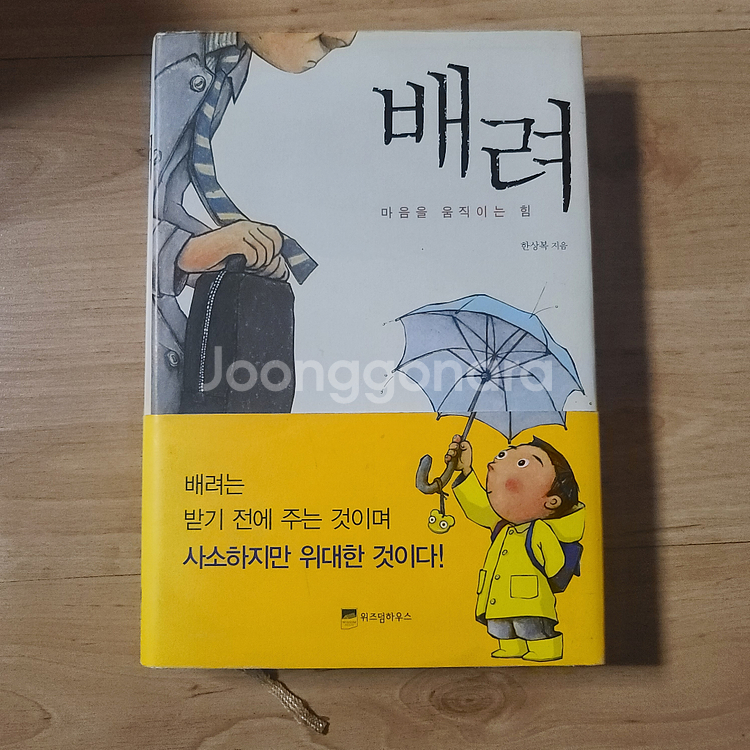 배려
마음을 움직이는 힘
한상복 지음
Joonggonara
배려는
받기 전에 주는 것이며
사소하지만 위대한 것이다!
위즈덤하우스